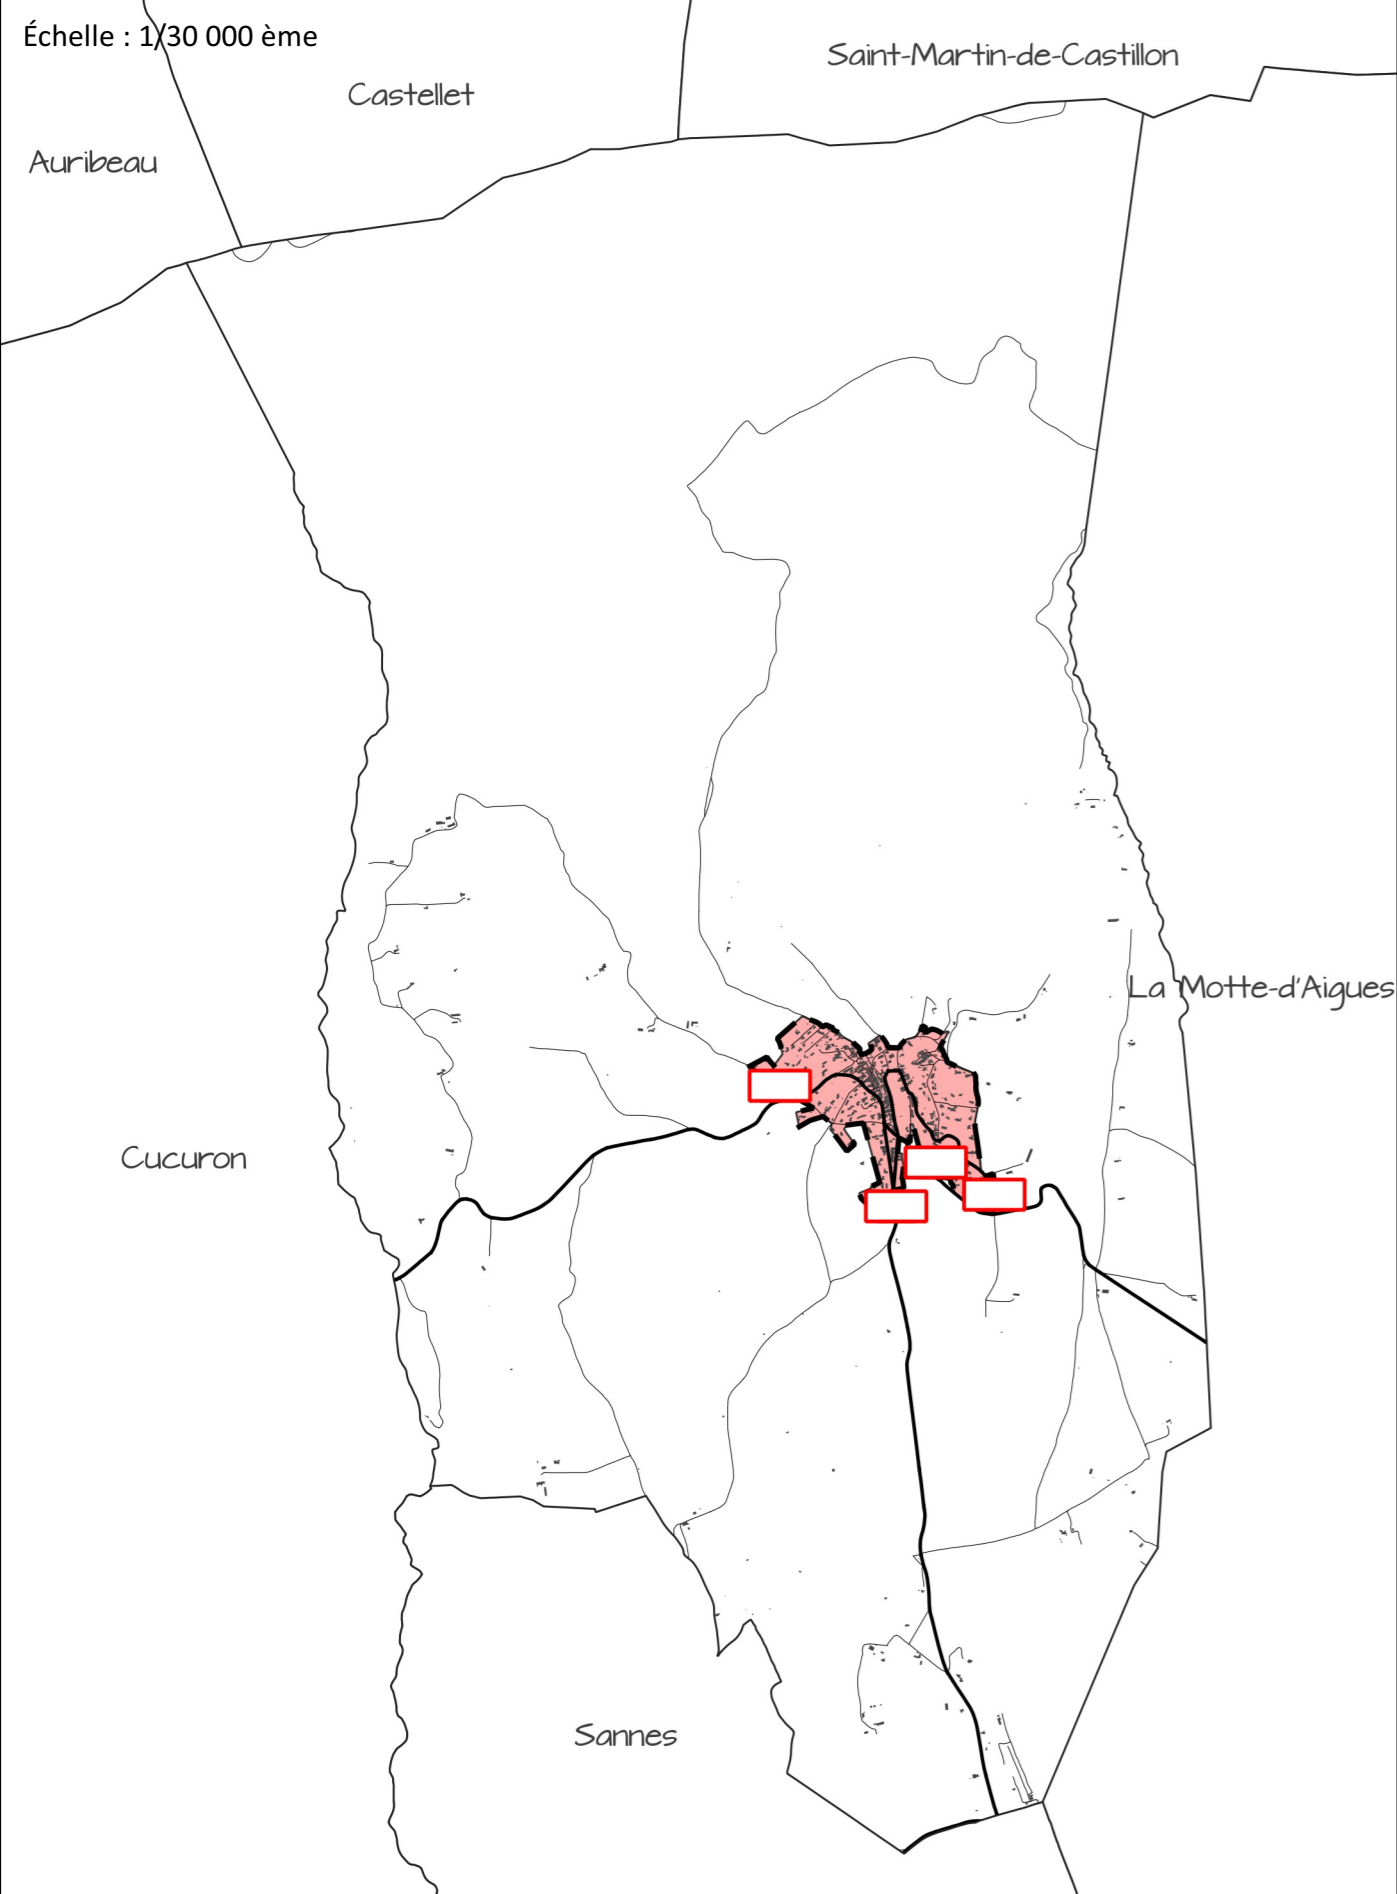 Échelle : 1/30 000 ème
Saint-Martin-de-Castillon
Castellet
Auribeau
La Motte-d'Aigues
Cucuron
Sannes